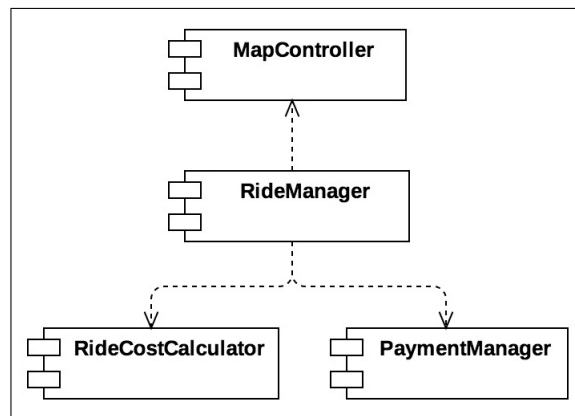 MapController
RideManager
RideCostCalculator
PaymentManager